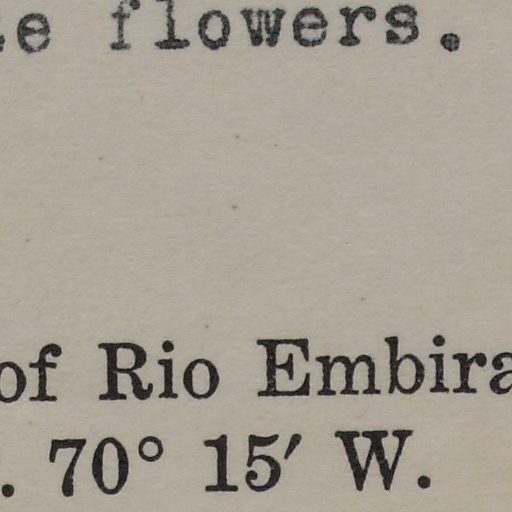 flowers.
of Rio Embira
. 70° 15′ W.